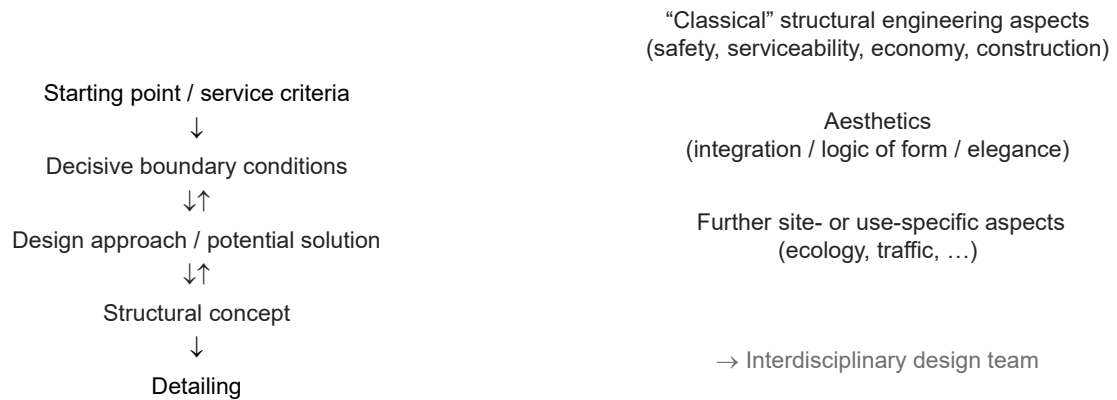 Starting point / service criteria
↓
Decisive boundary conditions
↓↑
Design approach / potential solution
↓↑
Structural concept
↓
Detailing
“Classical” structural engineering aspects
(safety, serviceability, economy, construction)
Aesthetics
(integration / logic of form / elegance)
Further site- or use-specific aspects
(ecology, traffic, …)
→ Interdisciplinary design team